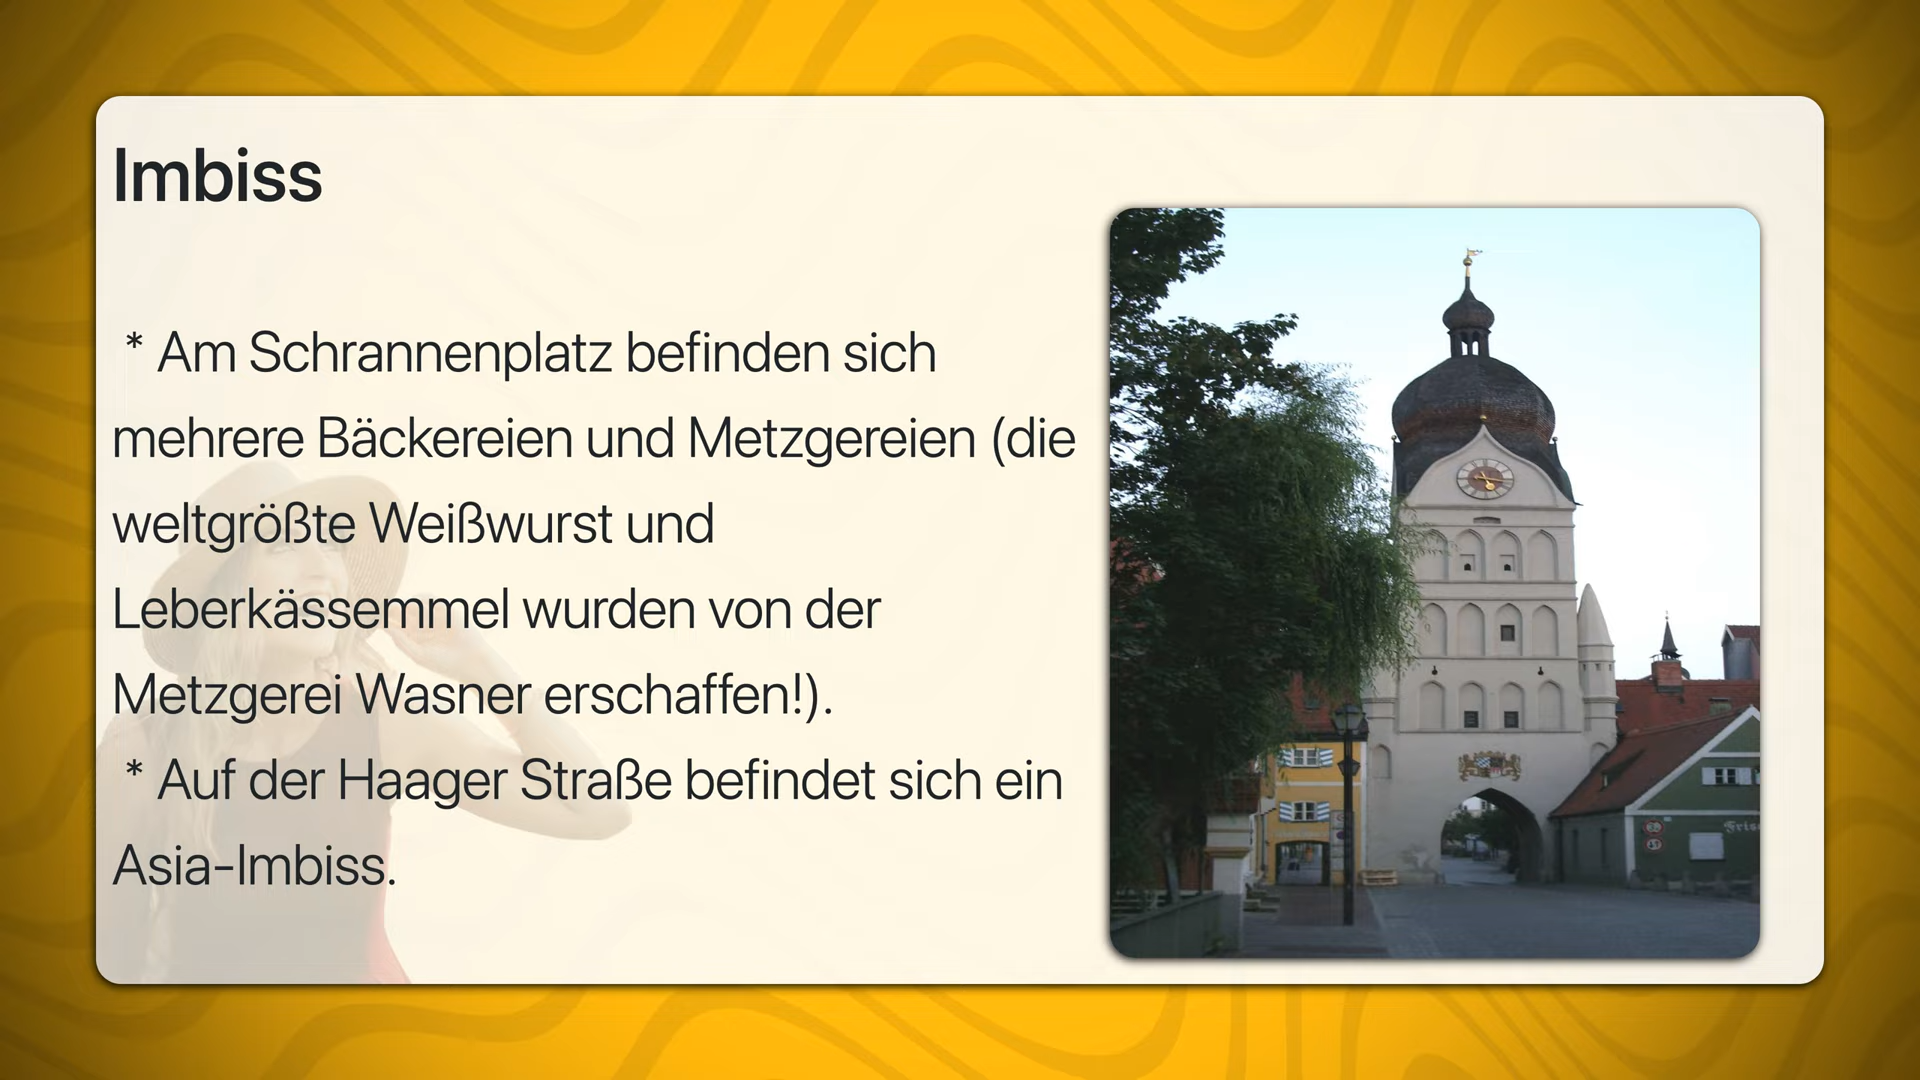 Imbiss
* Am Schrannenplatz befinden sich
mehrere Bäckereien und Metzgereien (die
weltgrößte Weißwurst und
Leberkässemmel wurden von der
Metzgerei Wasner erschaffen!).
* Auf der Haager Straße befindet sich ein
Asia-Imbiss.